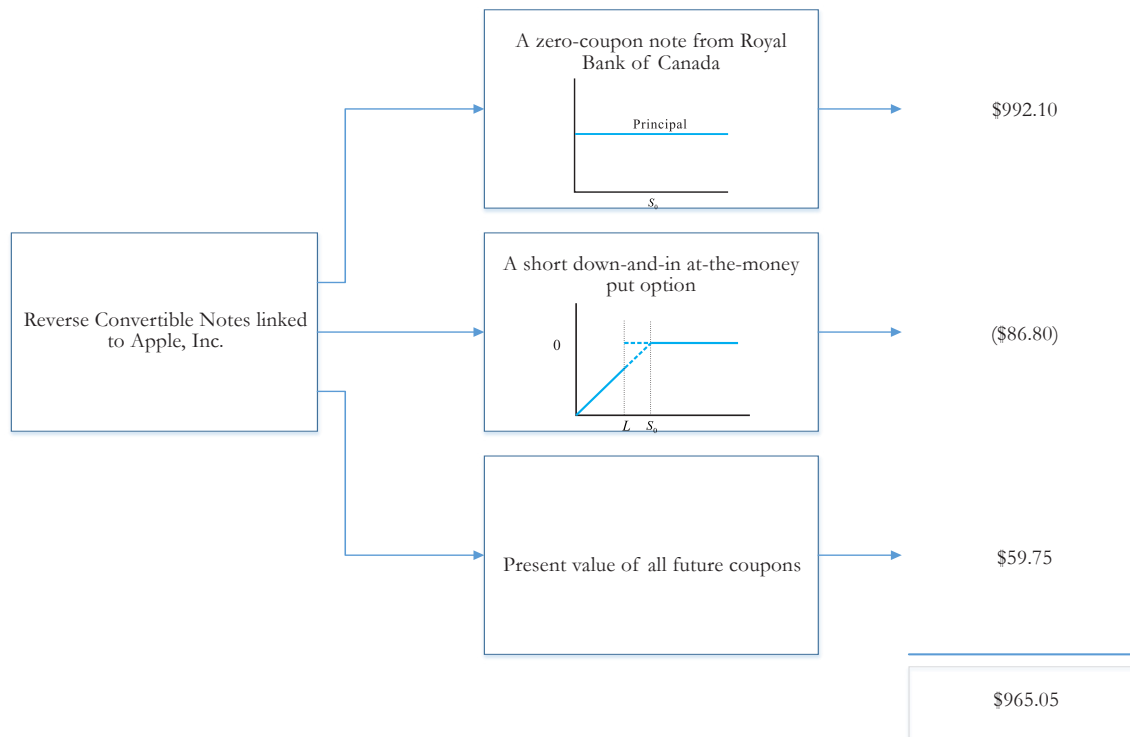 A zero-coupon note from Royal
Bank of Canada
Principal
S₀
$992.10
Reverse Convertible Notes linked
to Apple, Inc.
A short down-and-in at-the-money
put option
0
L S₀
($86.80)
Present value of all future coupons
$59.75
$965.05